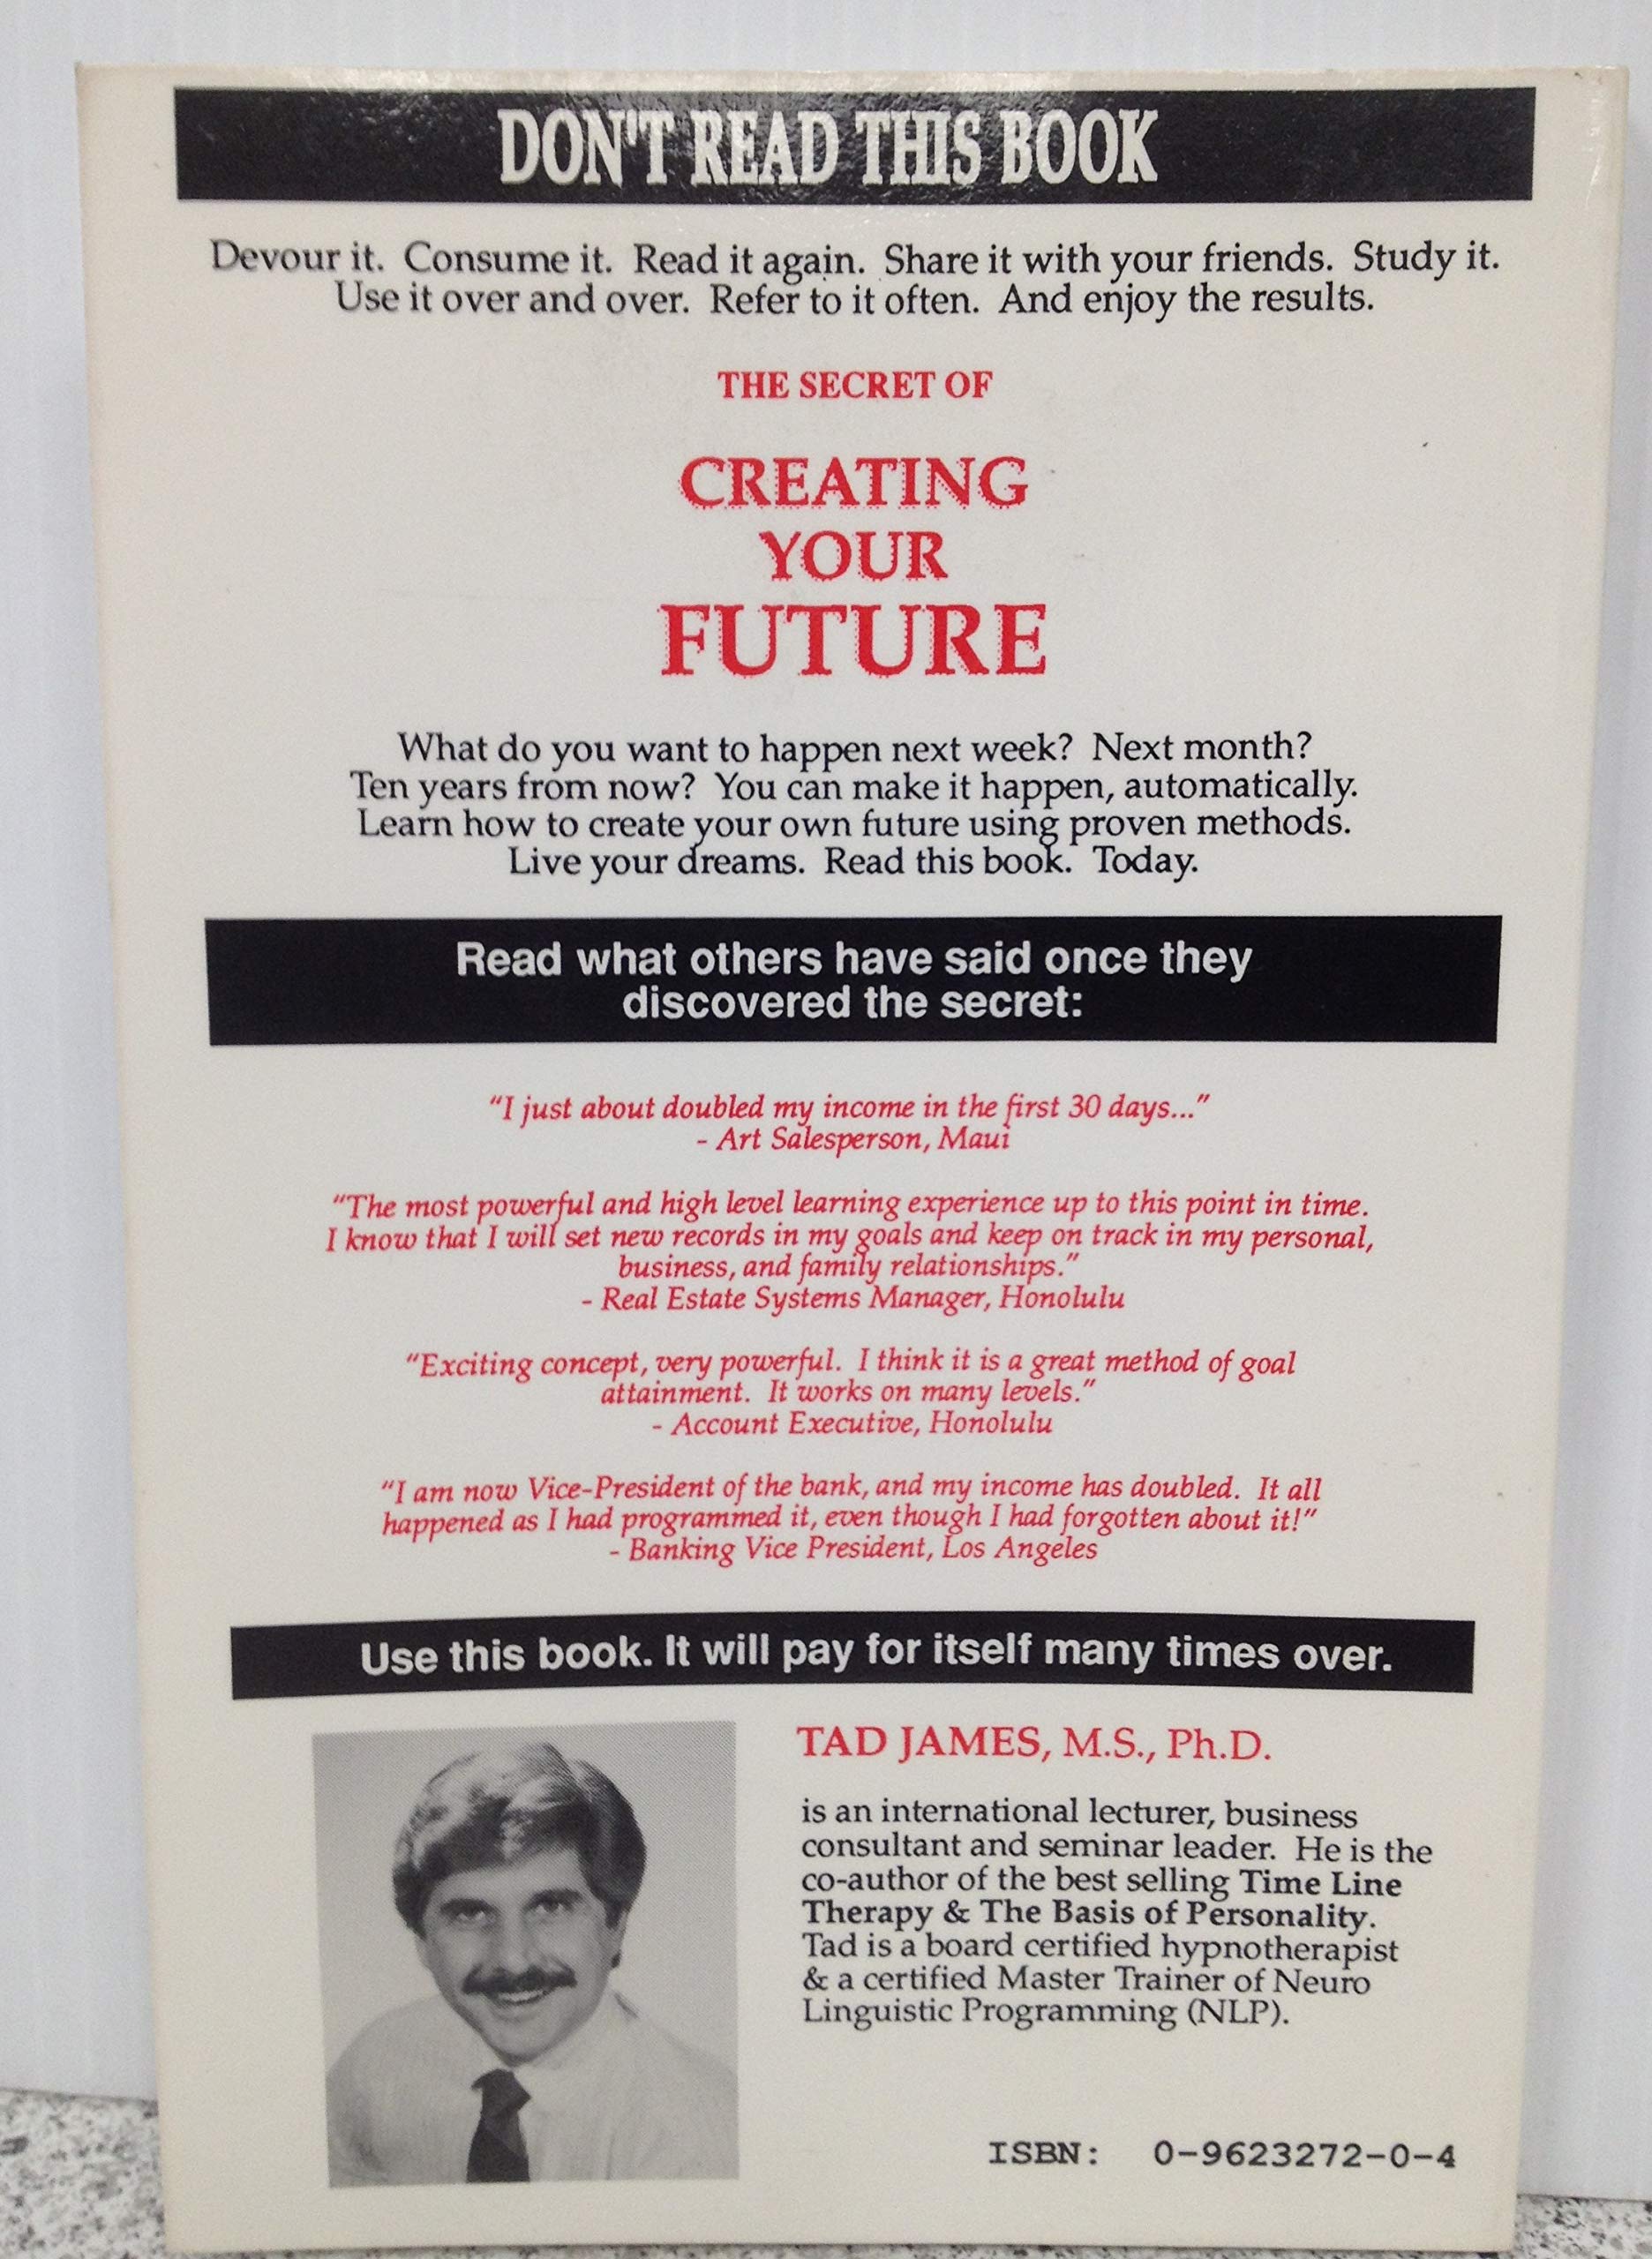 DON'T READ THIS BOOK
Devour it. Consume it. Read it again. Share it with your friends. Study it.
Use it over and over. Refer to it often. And enjoy the results.
THE SECRET OF
CREATING
YOUR
FUTURE
What do you want to happen next week? Next month?
Ten years from now? You can make it happen, automatically.
Learn how to create your own future using proven methods.
Live your dreams. Read this book. Today.
Read what others have said once they
discovered the secret:
"I just about doubled my income in the first 30 days..."
- Art Salesperson, Maui
"The most powerful and high level learning experience up to this point in time.
I know that I will set new records in my goals and keep on track in my personal,
business, and family relationships."
- Real Estate Systems Manager, Honolulu
"Exciting concept, very powerful. I think it is a great method of goal
attainment. It works on many levels."
- Account Executive, Honolulu
"I am now Vice-President of the bank, and my income has doubled. It all
happened as I had programmed it, even though I had forgotten about it!"
- Banking Vice President, Los Angeles
Use this book. It will pay for itself many times over.
TAD JAMES, M.S., Ph.D.
is an international lecturer, business
consultant and seminar leader. He is the
co-author of the best selling Time Line
Therapy & The Basis of Personality.
Tad is a board certified hypnotherapist
& a certified Master Trainer of Neuro
Linguistic Programming (NLP).
ISBN: 0-9623272-0-4